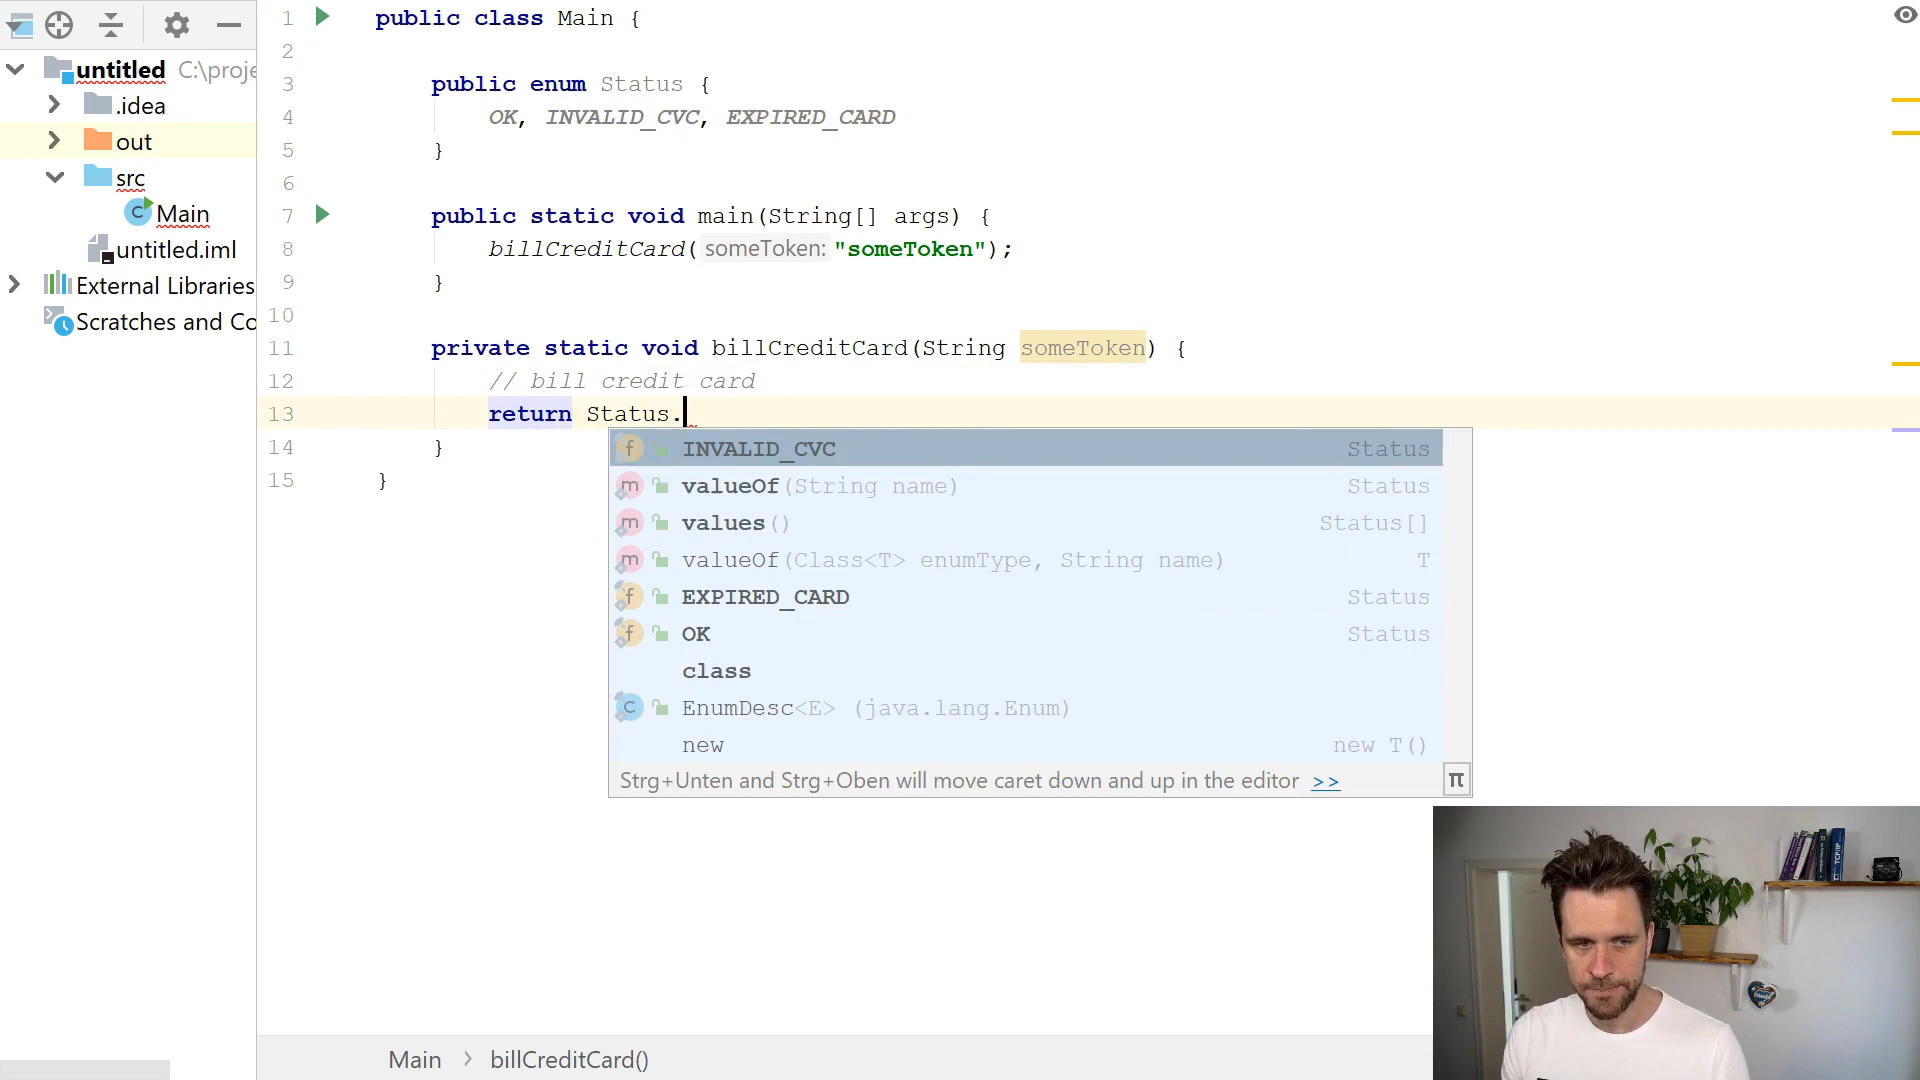 untitled C:\proje
.idea
out
src
Main
untitled.iml
External Libraries
Scratches and Co
1 public class Main {
2
3 public enum Status {
4 OK, INVALID_CVC, EXPIRED_CARD
5 }
6
7 public static void main(String[] args) {
8 billCreditCard( someToken: "someToken");
9 }
10
11 private static void billCreditCard(String someToken) {
12 // bill credit card
13 return Status.
14 }
15 }
f INVALID_CVC Status
m valueOf(String name) Status
m values() Status[]
m valueOf(Class<T> enumType, String name) T
f EXPIRED_CARD Status
f OK Status
class
C EnumDesc<E> (java.lang.Enum)
new new T()
Strg+Unten and Strg+Oben will move caret down and up in the editor >> π
TCP/IP
Main > billCreditCard()